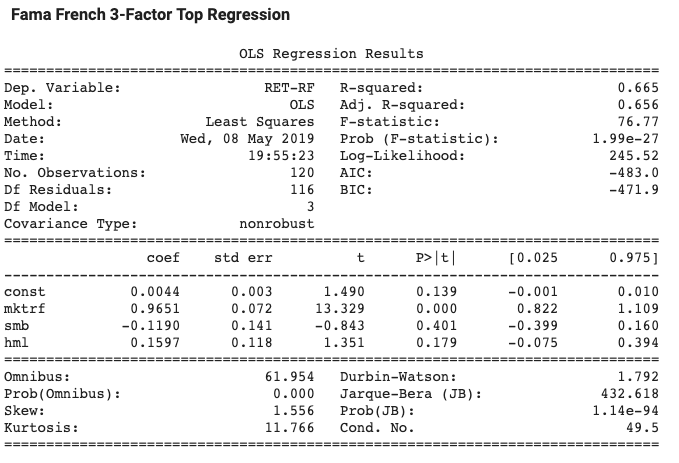 Fama French 3-Factor Top Regression
OLS Regression Results
Dep. Variable: RET-RF R-squared: 0.665
Model: OLS Adj. R-squared: 0.656
Method: Least Squares F-statistic: 76.77
Date: Wed, 08 May 2019 Prob (F-statistic): 1.99e-27
Time: 19:55:23 Log-Likelihood: 245.52
No. Observations: 120 AIC: -483.0
Df Residuals: 116 BIC: -471.9
Df Model: 3
Covariance Type: nonrobust
coef std err t P>|t| [0.025 0.975]
const 0.0044 0.003 1.490 0.139 -0.001 0.010
mktrf 0.9651 0.072 13.329 0.000 0.822 1.109
smb -0.1190 0.141 -0.843 0.401 -0.399 0.160
hml 0.1597 0.118 1.351 0.179 -0.075 0.394
Omnibus: 61.954 Durbin-Watson: 1.792
Prob(Omnibus): 0.000 Jarque-Bera (JB): 432.618
Skew: 1.556 Prob(JB): 1.14e-94
Kurtosis: 11.766 Cond. No. 49.5